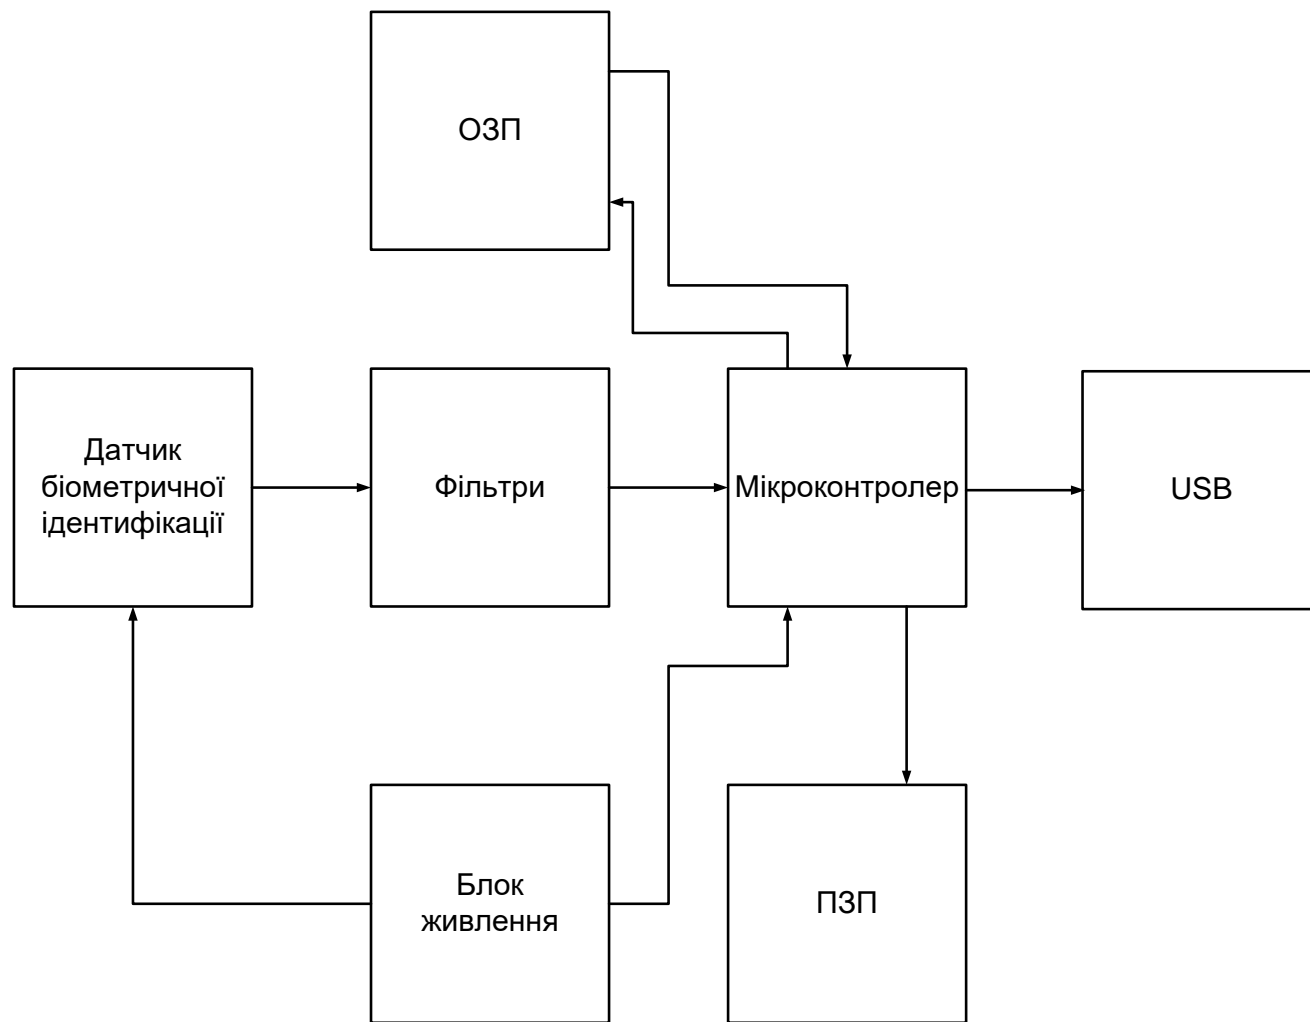 ОЗП
Датчик
біометричної
ідентифікації
Фільтри
Мікроконтролер
USB
Блок
живлення
ПЗП